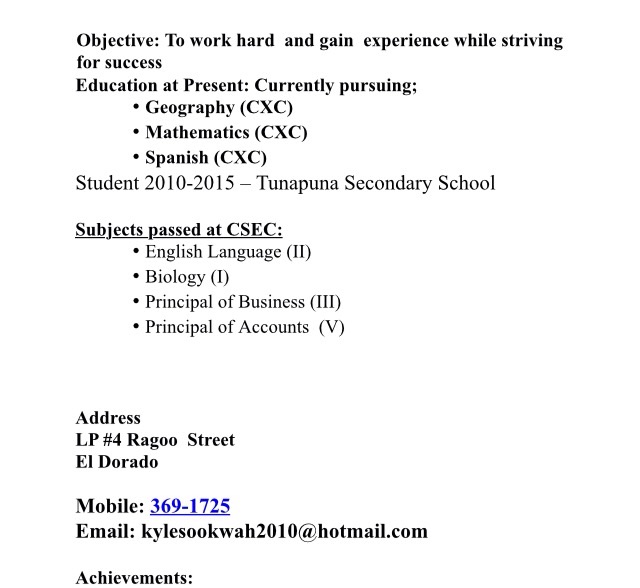 Objective: To work hard  and gain  experience while striving
for success
Education at Present: Currently pursuing;
• Geography (CXC)
• Mathematics (CXC)
• Spanish (CXC)
Student 2010-2015 – Tunapuna Secondary School
Subjects passed at CSEC:
• English Language (II)
• Biology (I)
• Principal of Business (III)
• Principal of Accounts  (V)
Address
LP #4 Ragoo  Street
El Dorado
Mobile: 369-1725
Email: kylesookwah2010@hotmail.com
Achievements: